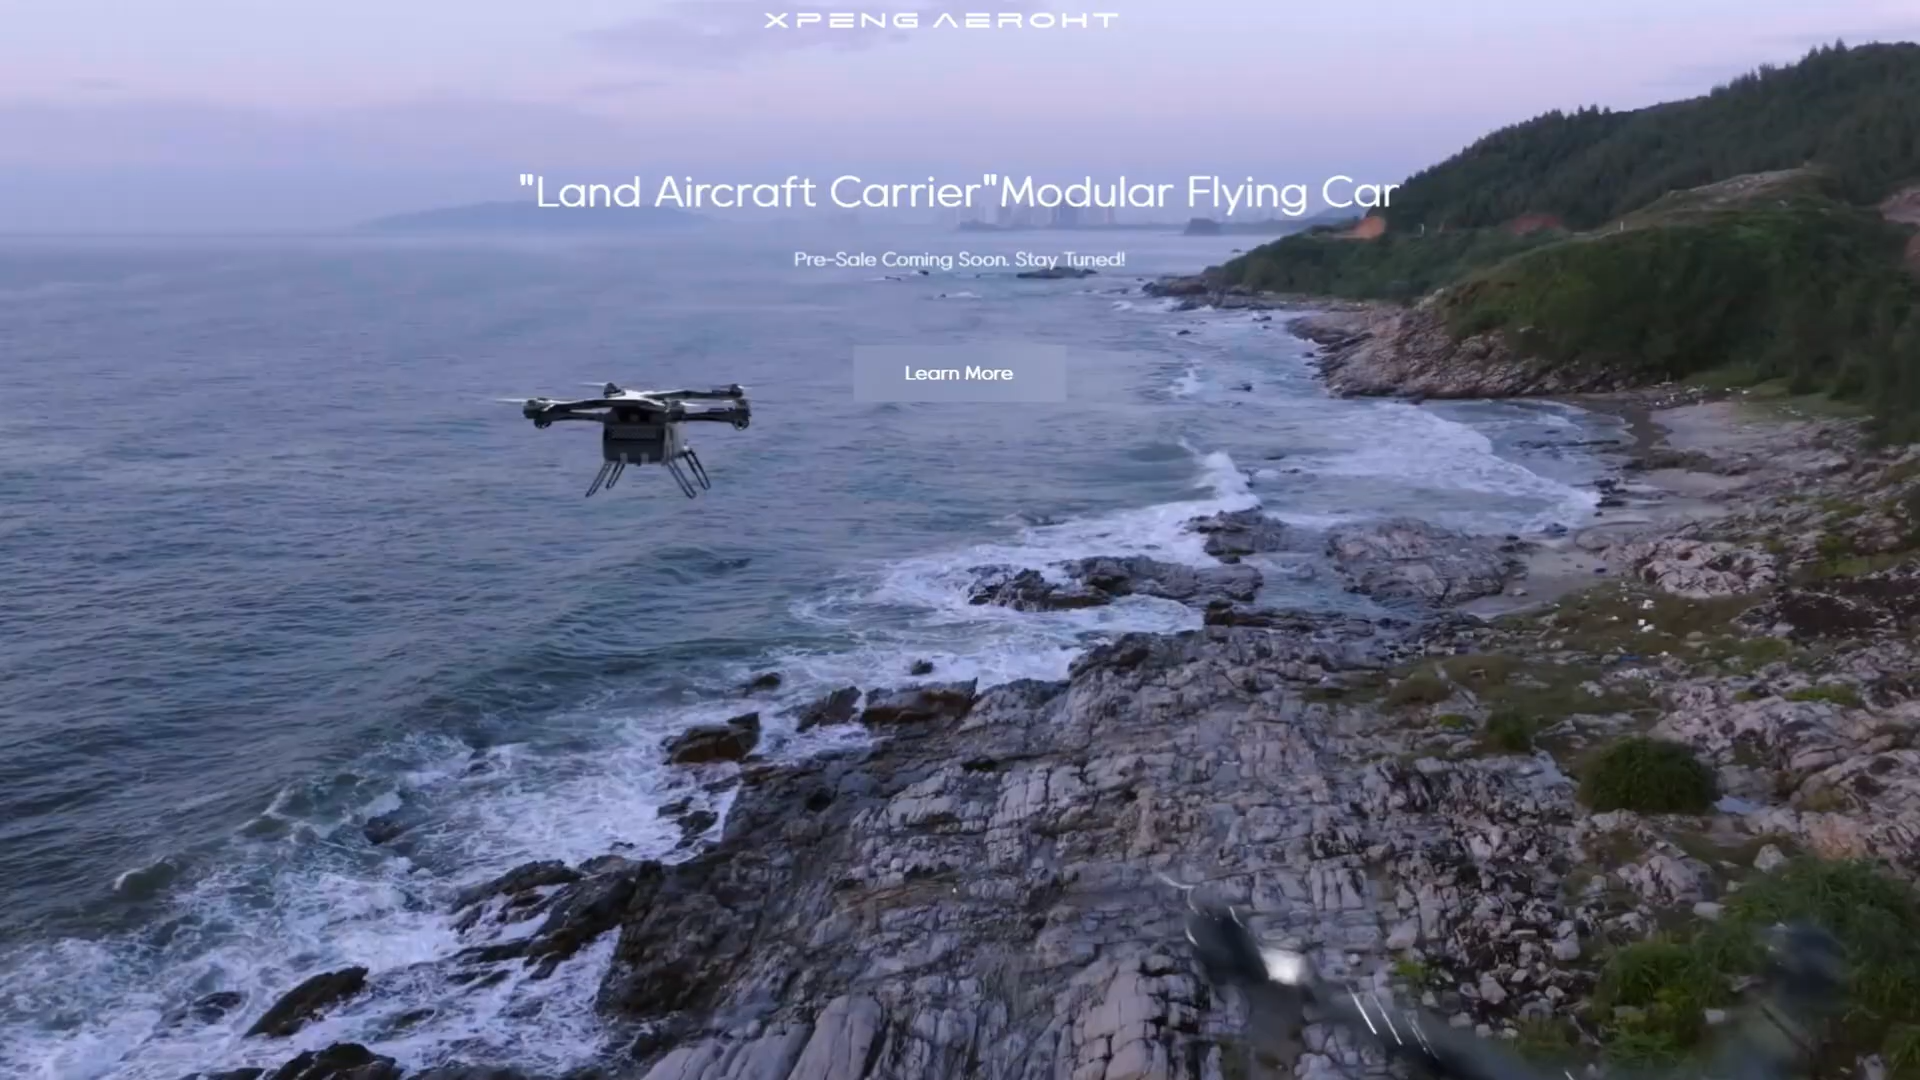 XPENG AEROHT
"Land Aircraft Carrier"Modular Flying Car
Pre-Sale Coming Soon. Stay Tuned!
Learn More